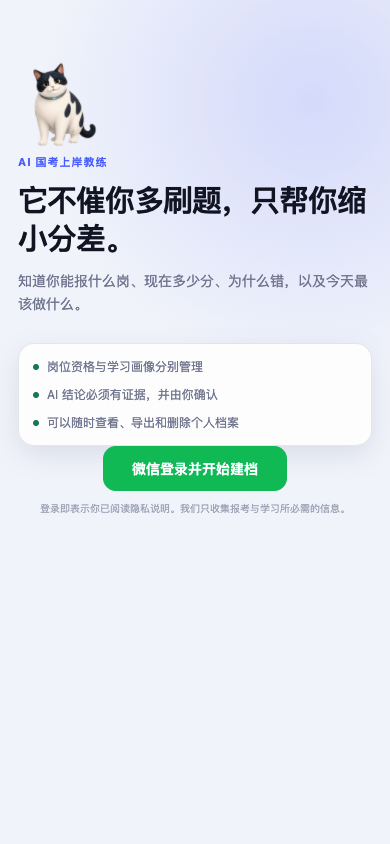 AI 国考上岸教练
它不催你多刷题，只帮你缩
小分差。
知道你能报什么岗、现在多少分、为什么错，以及今天最
该做什么。
岗位资格与学习画像分别管理
AI 结论必须有证据，并由你确认
可以随时查看、导出和删除个人档案
微信登录并开始建档
登录即表示你已阅读隐私说明。我们只收集报考与学习所必需的信息。